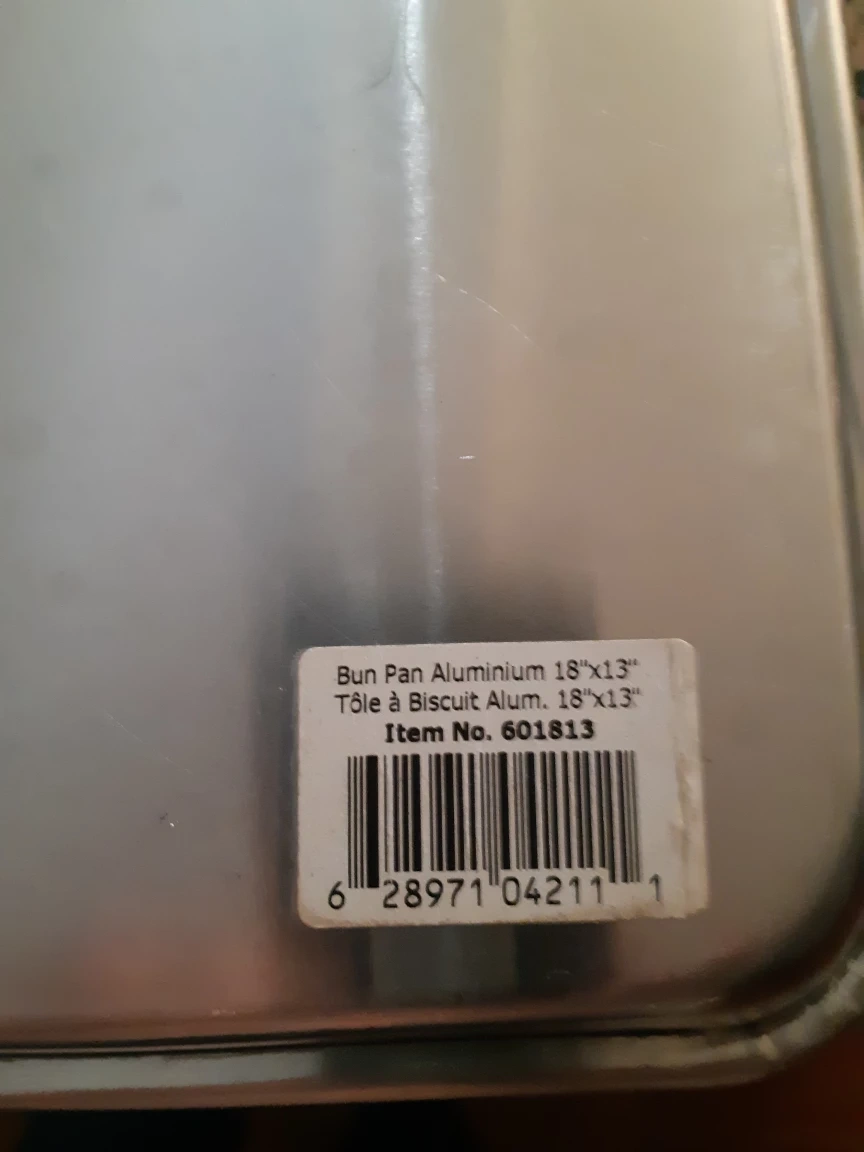 Bun Pan Aluminium 18"x13"
Tôle à Biscuit Alum. 18"x13"
Item No. 601813
6 28971 04211 1